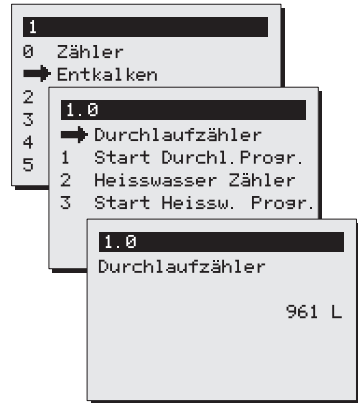 1
0 Zähler
➡ Entkalken
2
3
4
5
1.0
➡ Durchlaufzähler
1 Start Durchl.Progr.
2 Heisswasser Zähler
3 Start Heissw. Progr.
1.0
Durchlaufzähler
961 L